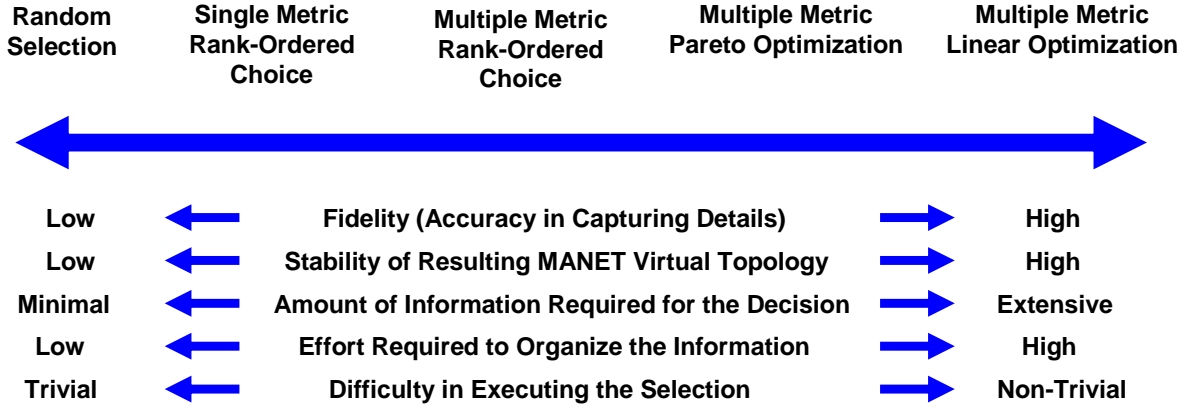 Random
Selection
Single Metric
Rank-Ordered
Choice
Multiple Metric
Rank-Ordered
Choice
Multiple Metric
Pareto Optimization
Multiple Metric
Linear Optimization
Low Fidelity (Accuracy in Capturing Details) High
Low Stability of Resulting MANET Virtual Topology High
Minimal Amount of Information Required for the Decision Extensive
Low Effort Required to Organize the Information High
Trivial Difficulty in Executing the Selection Non-Trivial